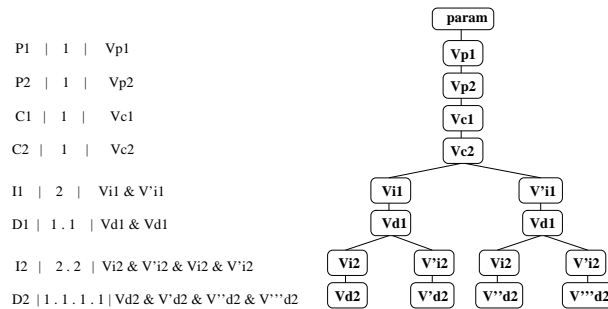 param
P1 | 1 | Vp1
Vp1
P2 | 1 | Vp2
Vp2
C1 | 1 | Vc1
Vc1
C2 | 1 | Vc2
Vc2
I1 | 2 | Vi1 & V'i1
Vi1 V'i1
D1 | 1 . 1 | Vd1 & Vd1
Vd1 Vd1
I2 | 2 . 2 | Vi2 & V'i2 & Vi2 & V'i2
Vi2 V'i2 Vi2 V'i2
D2 | 1 . 1 . 1 . 1 | Vd2 & V'd2 & V''d2 & V'''d2
Vd2 V'd2 V''d2 V'''d2